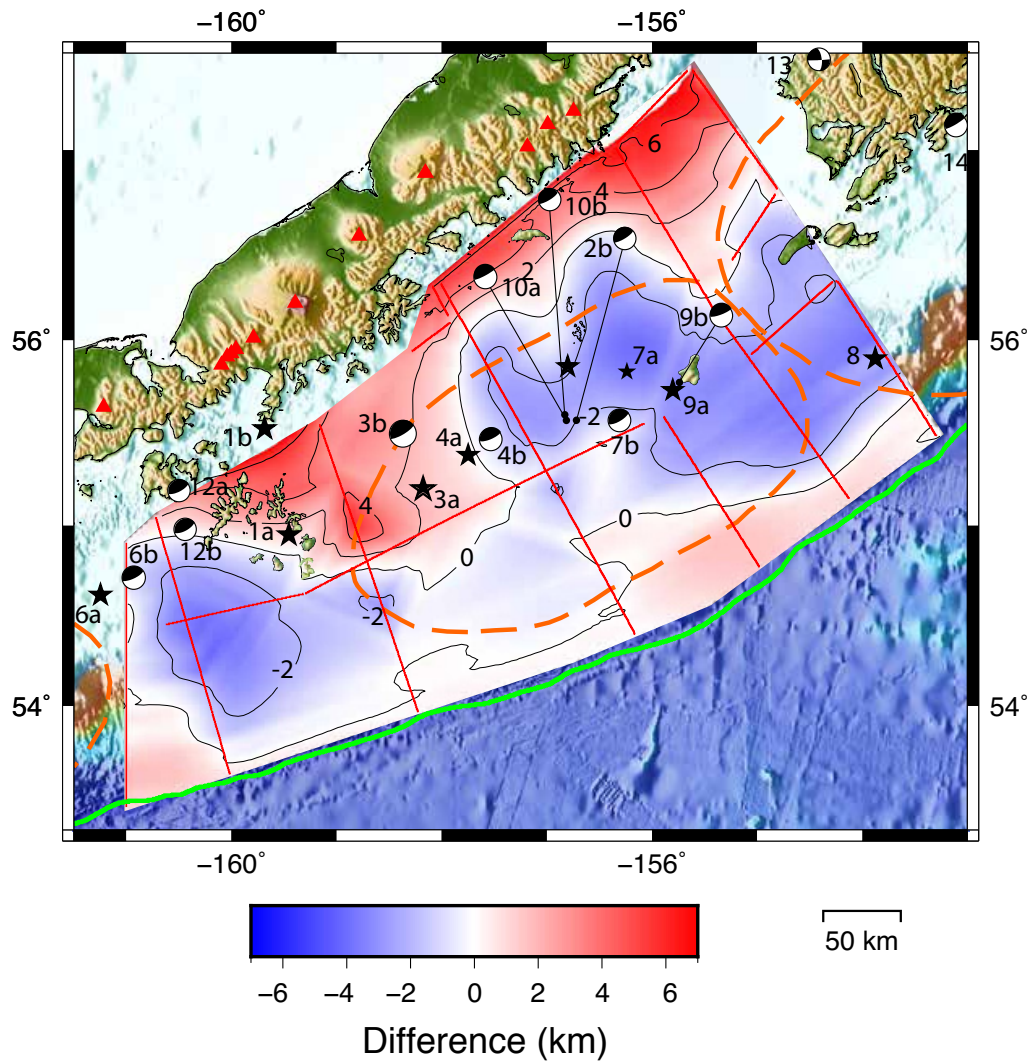 −160˚ −156˚
13
14
6
4
10b
2b
2
10a
9b
56˚ 56˚
8
7a
9a
-2
3b
4a
1b
4b
7b
12a
3a
4
0
1a
12b
6b
0
6a
-2
-2
54˚ 54˚
−160˚ −156˚
−6 −4 −2 0 2 4 6
50 km
Difference (km)